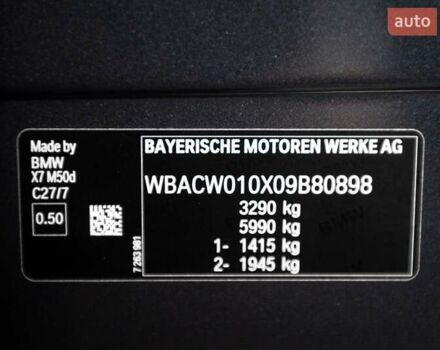 auto
Made by
BMW
X7 M50d
C27/7
0.50
7 263 981
BAYERISCHE MOTOREN WERKE AG
WBACW010X09B80898
3290 kg
5990 kg
1- 1415 kg
2- 1945 kg